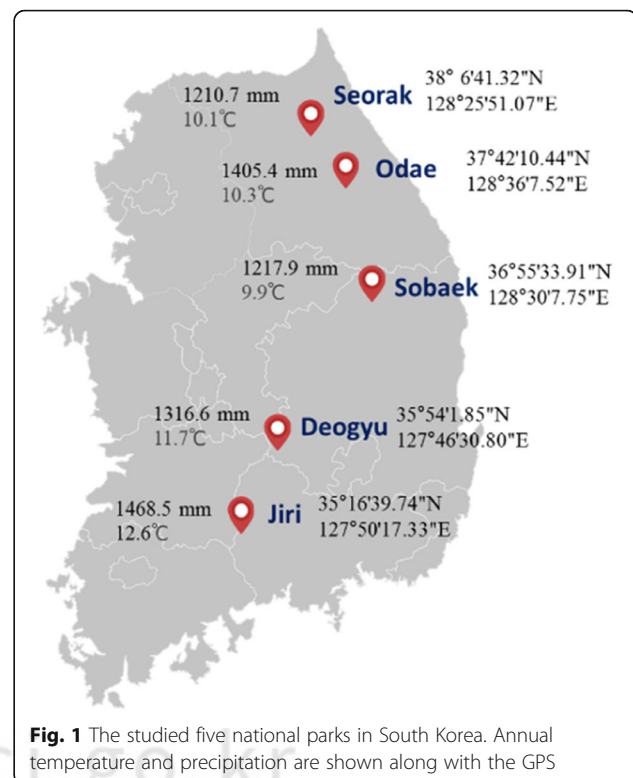 1210.7 mm
10.1℃
Seorak
38° 6'41.32"N
128°25'51.07"E
1405.4 mm
10.3℃
Odae
37°42'10.44"N
128°36'7.52"E
1217.9 mm
9.9℃
Sobaek
36°55'33.91"N
128°30'7.75"E
1316.6 mm
11.7℃
Deogyu
35°54'1.85"N
127°46'30.80"E
1468.5 mm
12.6℃
Jiri
35°16'39.74"N
127°50'17.33"E
Fig. 1 The studied five national parks in South Korea. Annual
temperature and precipitation are shown along with the GPS